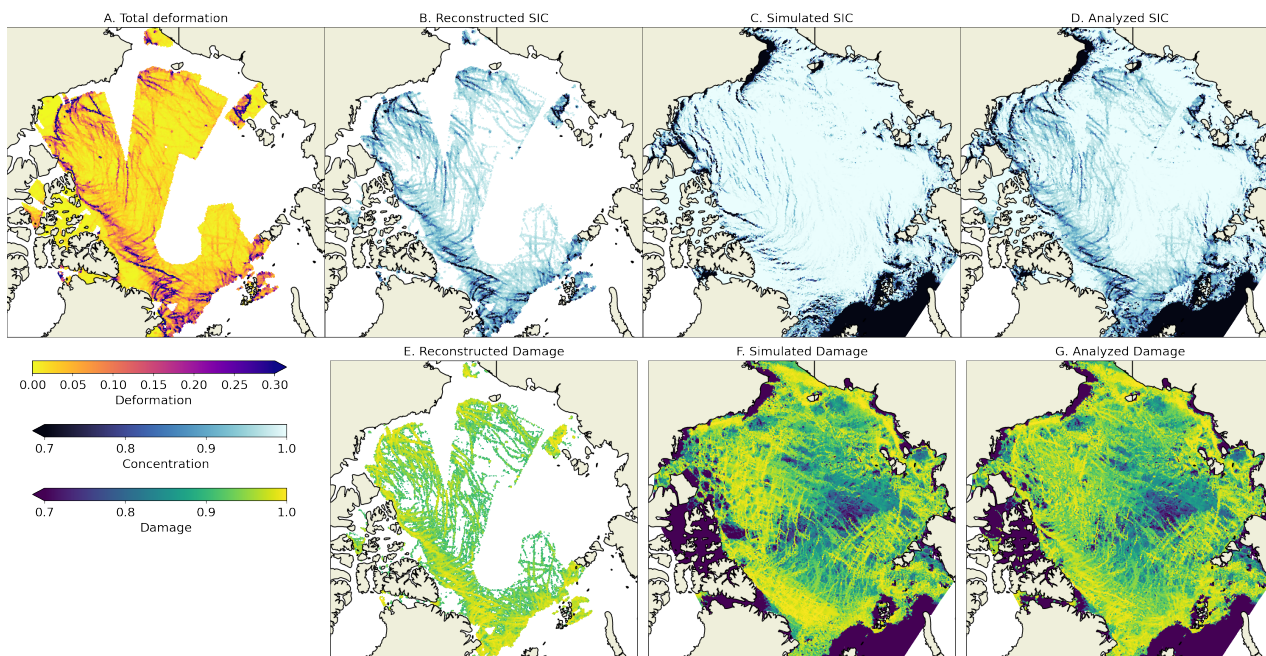 A. Total deformation
B. Reconstructed SIC
C. Simulated SIC
D. Analyzed SIC
E. Reconstructed Damage
F. Simulated Damage
G. Analyzed Damage
0.00 0.05 0.10 0.15 0.20 0.25 0.30
Deformation
0.7 0.8 0.9 1.0
Concentration
0.7 0.8 0.9 1.0
Damage